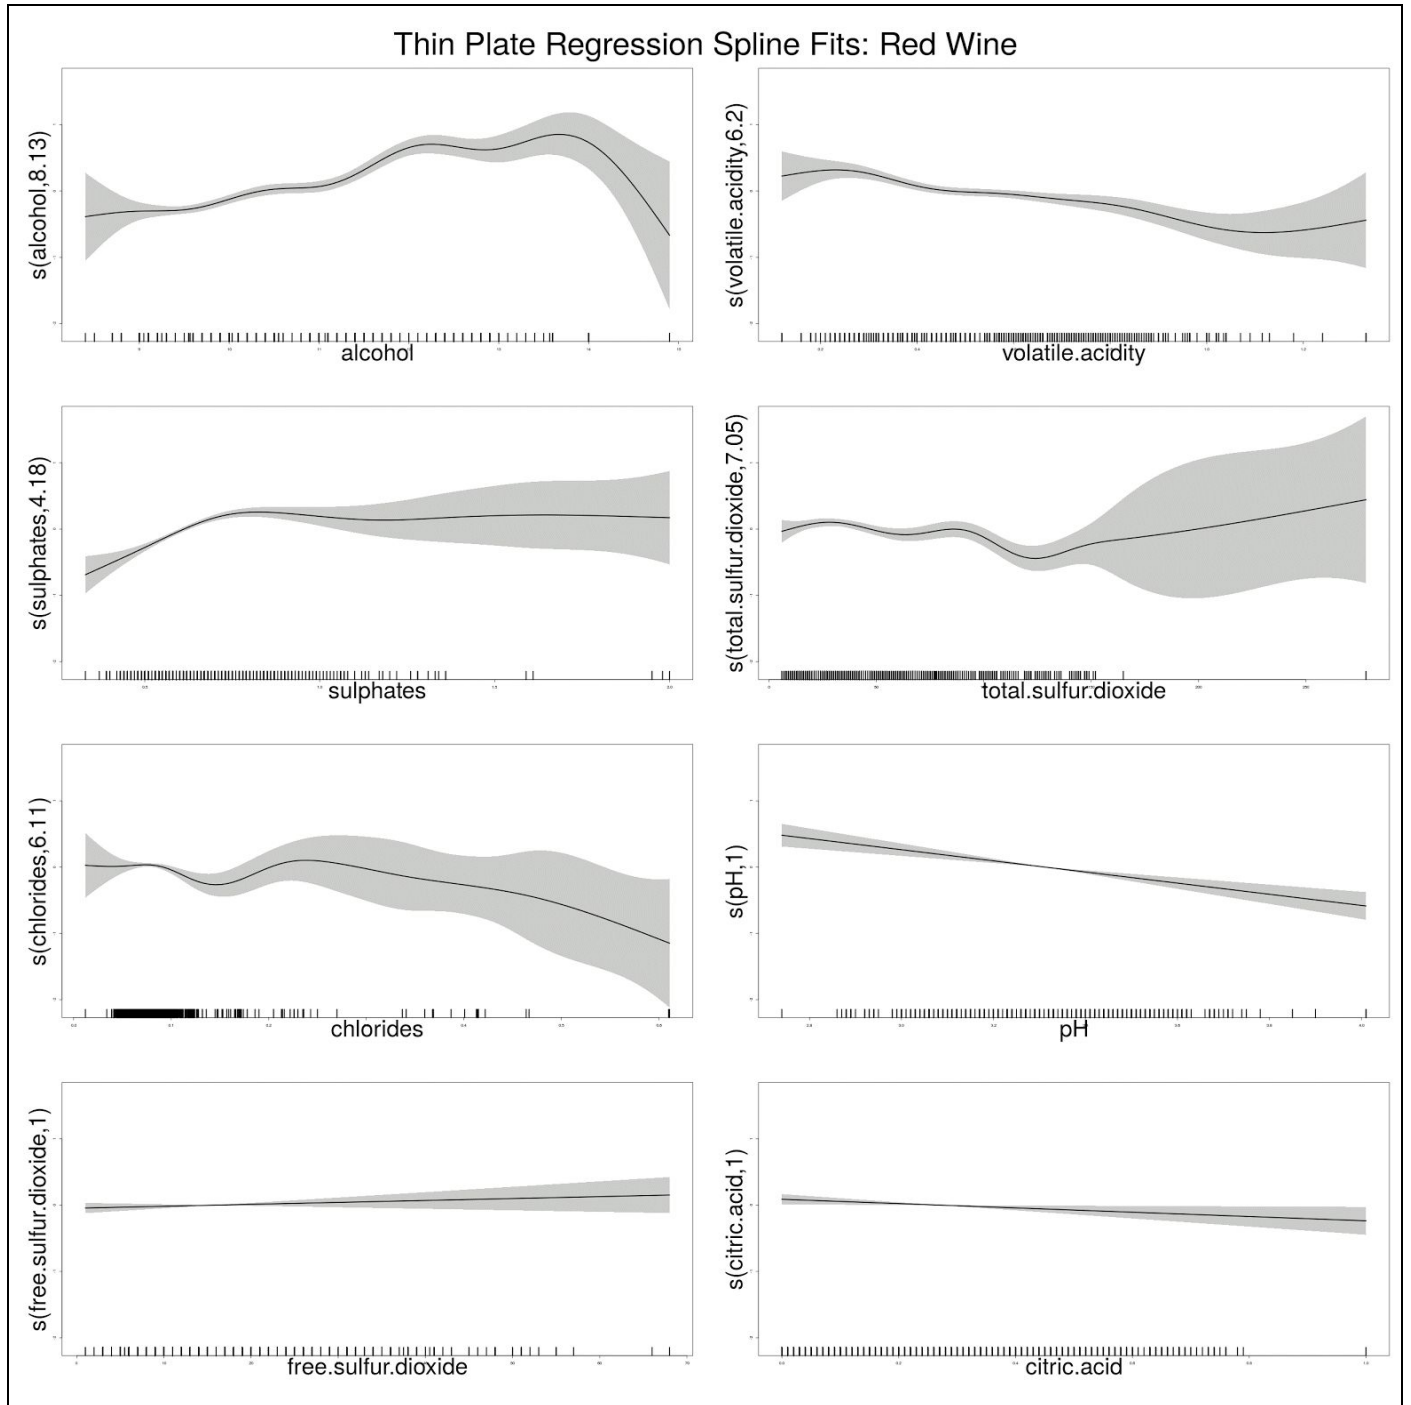 Thin Plate Regression Spline Fits: Red Wine
s(alcohol,8.13)
alcohol
s(volatile.acidity,6.2)
volatile.acidity
s(sulphates,4.18)
sulphates
s(total.sulfur.dioxide,7.05)
total.sulfur.dioxide
s(chlorides,6.11)
chlorides
s(pH,1)
pH
s(free.sulfur.dioxide,1)
free.sulfur.dioxide
s(citric.acid,1)
citric.acid